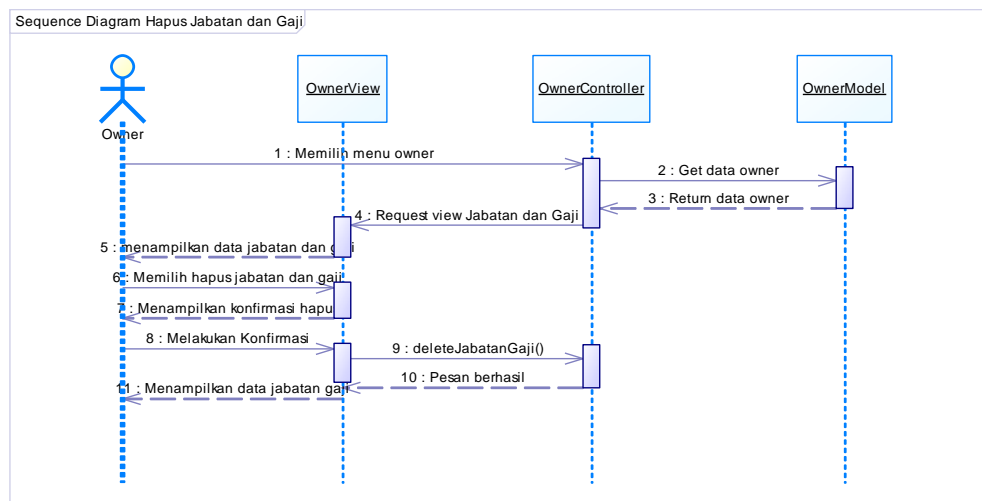 Sequence Diagram Hapus Jabatan dan Gaji
Owner
OwnerView
OwnerController
OwnerModel
1 : Memilih menu owner
2 : Get data owner
3 : Return data owner
4 : Request view Jabatan dan Gaji
5 : menampilkan data jabatan dan gaji
6 : Memilih hapus jabatan dan gaji
7 : Menampilkan konfirmasi hapu
8 : Melakukan Konfirmasi
9 : deleteJabatanGaji()
10 : Pesan berhasil
11 : Menampilkan data jabatan gaji